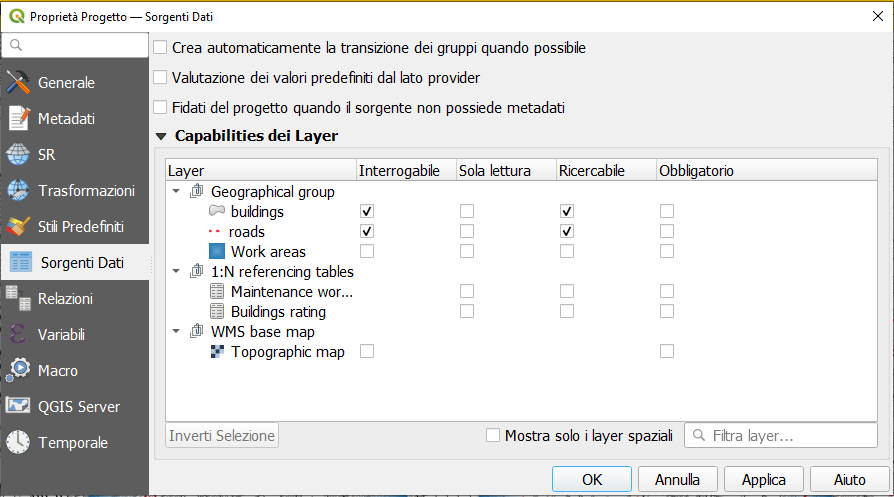 Proprietà Progetto — Sorgenti Dati
Crea automaticamente la transizione dei gruppi quando possibile
Valutazione dei valori predefiniti dal lato provider
Fidati del progetto quando il sorgente non possiede metadati
Capabilities dei Layer
Generale
Metadati
SR
Trasformazioni
Stili Predefiniti
Sorgenti Dati
Relazioni
Variabili
Macro
QGIS Server
Temporale
Layer Interrogabile Sola lettura Ricercabile Obbligatorio
Geographical group
buildings
roads
Work areas
1:N referencing tables
Maintenance wor...
Buildings rating
WMS base map
Topographic map
Inverti Selezione Mostra solo i layer spaziali Filtra layer...
OK Annulla Applica Aiuto